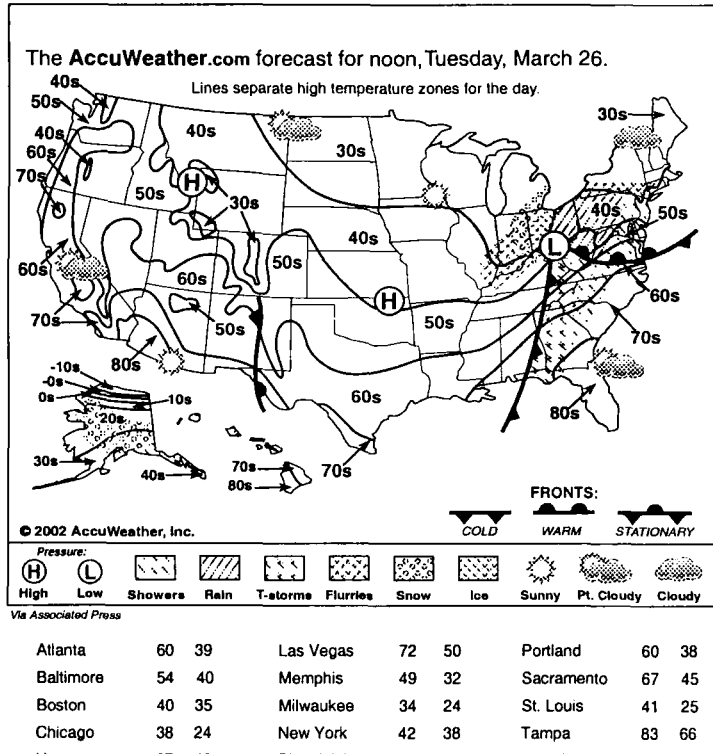 The AccuWeather.com forecast for noon, Tuesday, March 26.
Lines separate high temperature zones for the day.
40s
50s
40s
60s
70s
60s
70s
50s
40s
30s
30s
40s
50s
60s
50s
80s
30s
40s
50s
60s
50s
60s
70s
80s
70s
-10s
-0s
0s
10s
20s
30s
40s
70s
80s
H
H
L
FRONTS:
COLD WARM STATIONARY
© 2002 AccuWeather, Inc.
Pressure:
H L
High Low Showers Rain T-storms Flurries Snow Ice Sunny Pt. Cloudy Cloudy
Via Associated Press
Atlanta 60 39 Las Vegas 72 50 Portland 60 38
Baltimore 54 40 Memphis 49 32 Sacramento 67 45
Boston 40 35 Milwaukee 34 24 St. Louis 41 25
Chicago 38 24 New York 42 38 Tampa 83 66